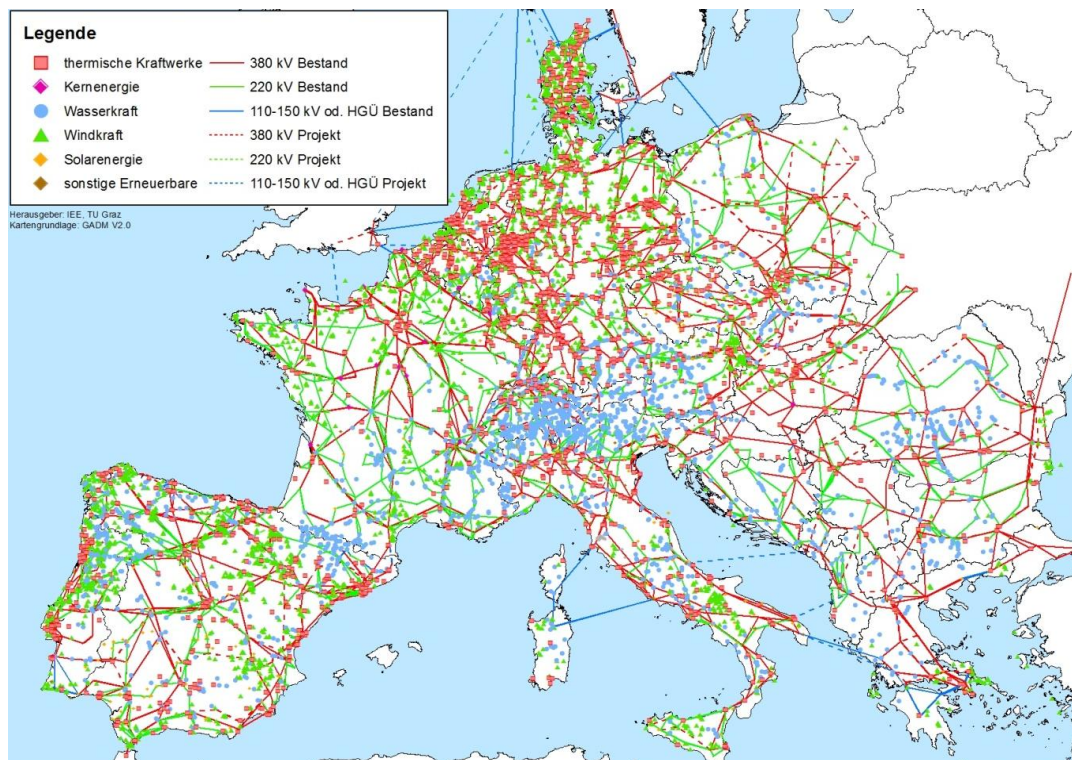 Legende
thermische Kraftwerke
Kernenergie
Wasserkraft
Windkraft
Solarenergie
sonstige Erneuerbare
380 kV Bestand
220 kV Bestand
110-150 kV od. HGÜ Bestand
380 kV Projekt
220 kV Projekt
110-150 kV od. HGÜ Projekt
Herausgeber: IEE, TU Graz
Kartengrundlage: GADM V2.0